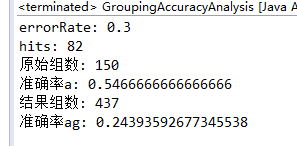 <terminated> GroupingAccuracyAnalysis [Java A
errorRate: 0.3
hits: 82
原始组数: 150
准确率a: 0.5466666666666666
结果组数: 437
准确率ag: 0.24393592677345538